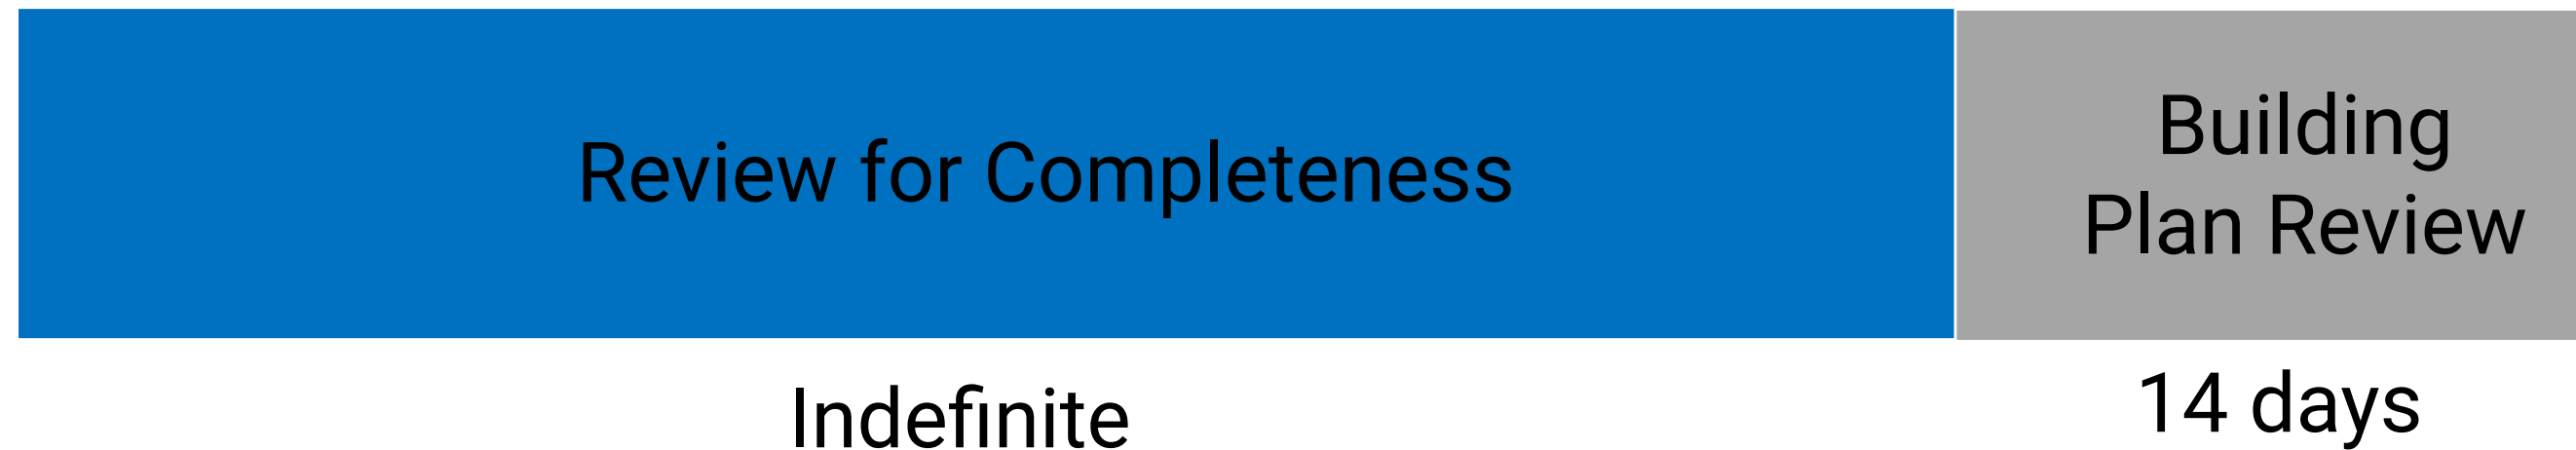 Review for Completeness
Building
Plan Review
Indefinite
14 days